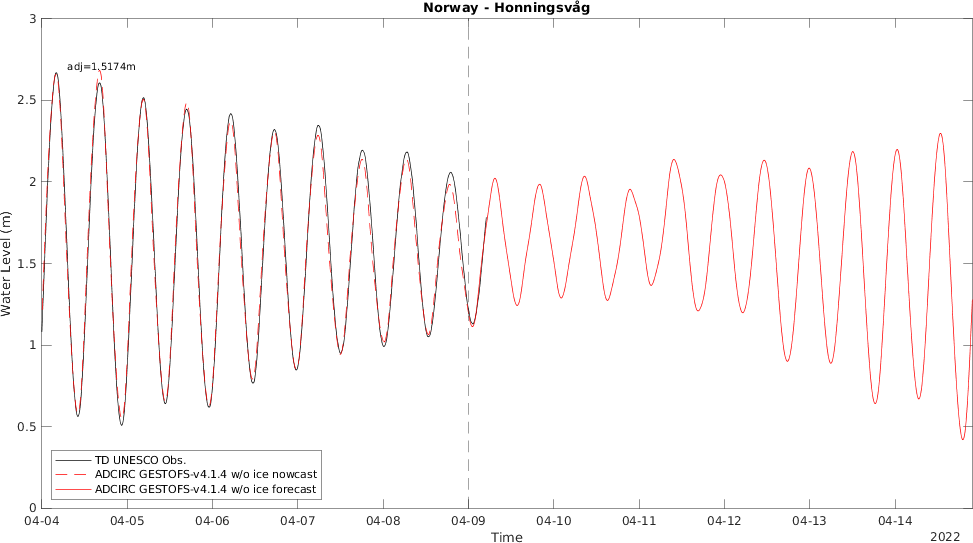 Norway - Honningsvåg
3
adj=1.5174m
2.5
2
Water Level (m)
1.5
1
0.5
TD UNESCO Obs.
ADCIRC GESTOFS-v4.1.4 w/o ice nowcast
ADCIRC GESTOFS-v4.1.4 w/o ice forecast
0
04-04 04-05 04-06 04-07 04-08 04-09 04-10 04-11 04-12 04-13 04-14
Time
2022